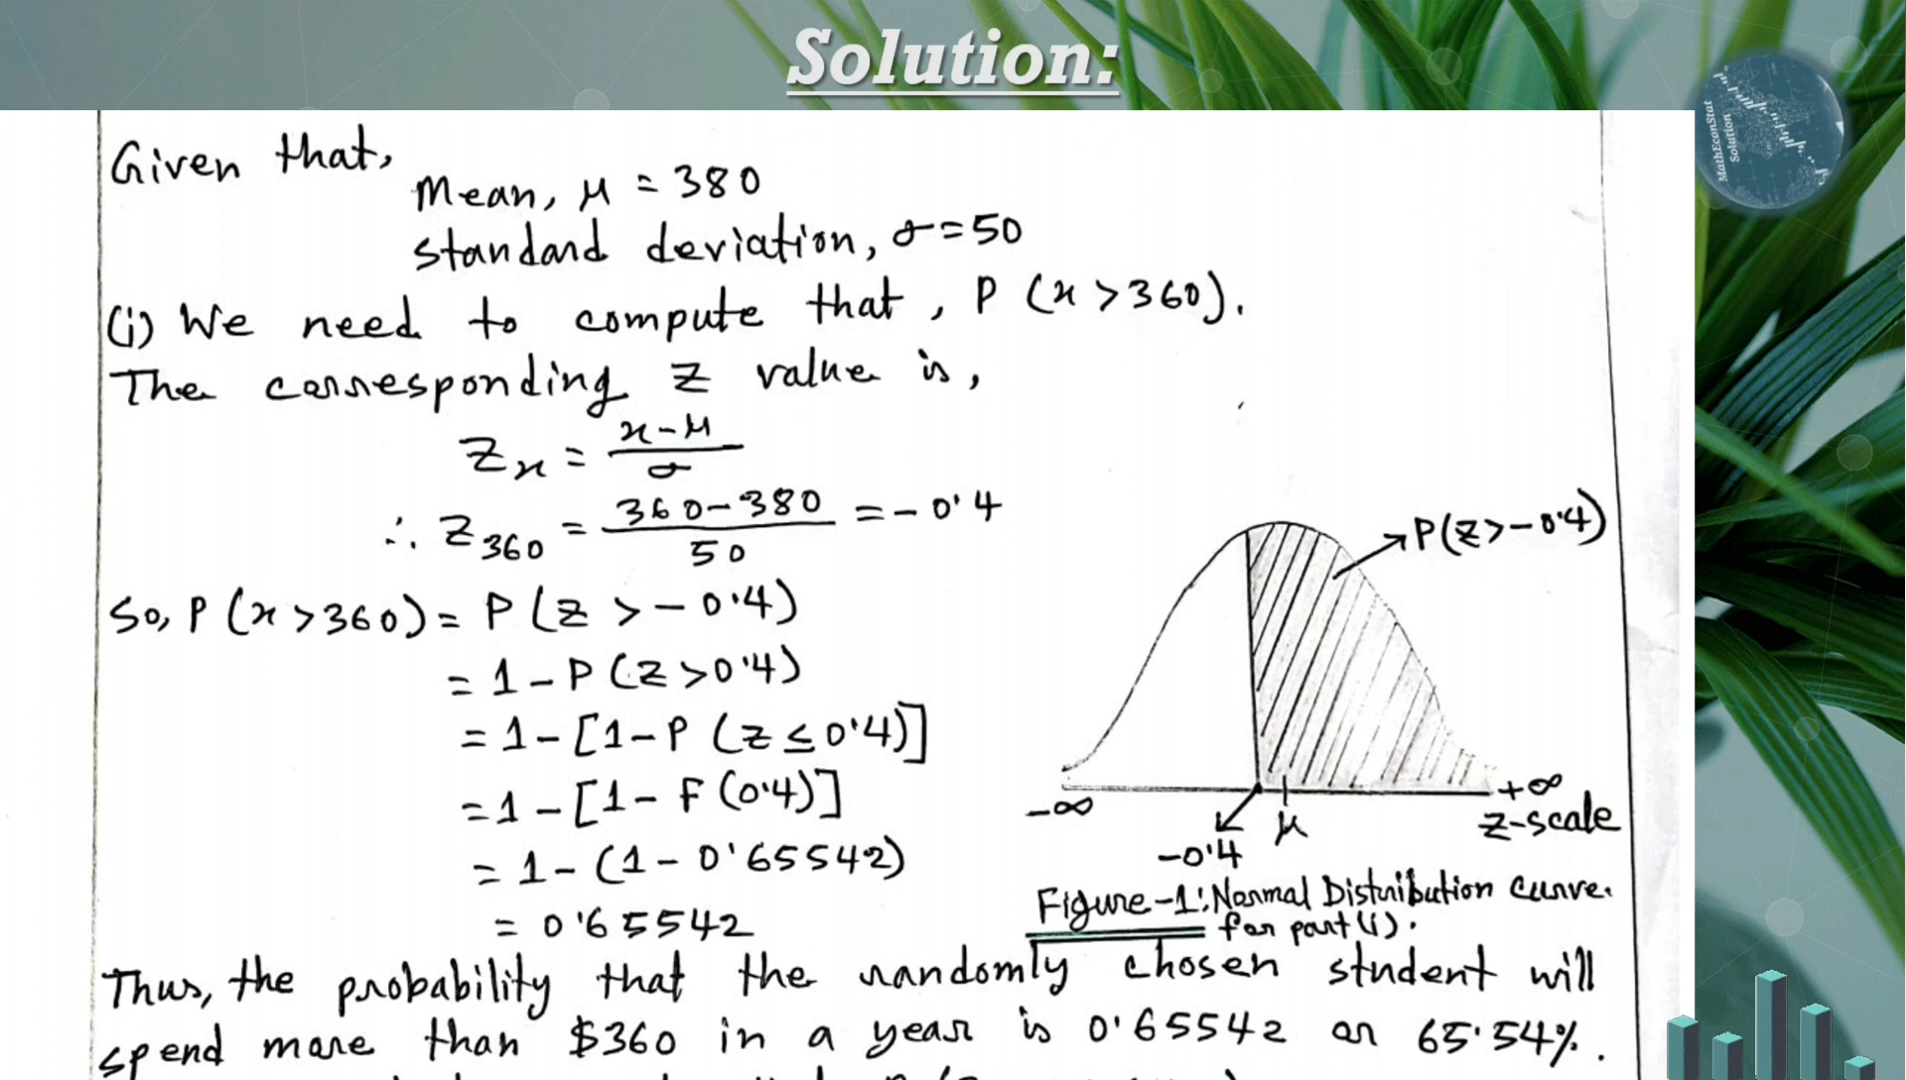 Solution:
MathEconStat
Solution
Given that,
Mean, μ = 380
standard deviation, σ = 50
(i) We need to compute that, P (x > 360).
The corresponding Z value is,
Zx = x-μ / σ
∴ Z360 = 360-380 / 50 = -0.4
So, P (x > 360) = P (Z > -0.4)
= 1 - P (Z > 0.4)
= 1 - [1 - P (Z ≤ 0.4)]
= 1 - [1 - F (0.4)]
= 1 - (1 - 0.65542)
= 0.65542
P(Z > -0.4)
-∞
-0.4
μ
+∞
Z-scale
Figure-1: Normal Distribution Curve
for part (i).
Thus, the probability that the randomly chosen student will
spend more than $360 in a year is 0.65542 or 65.54%.